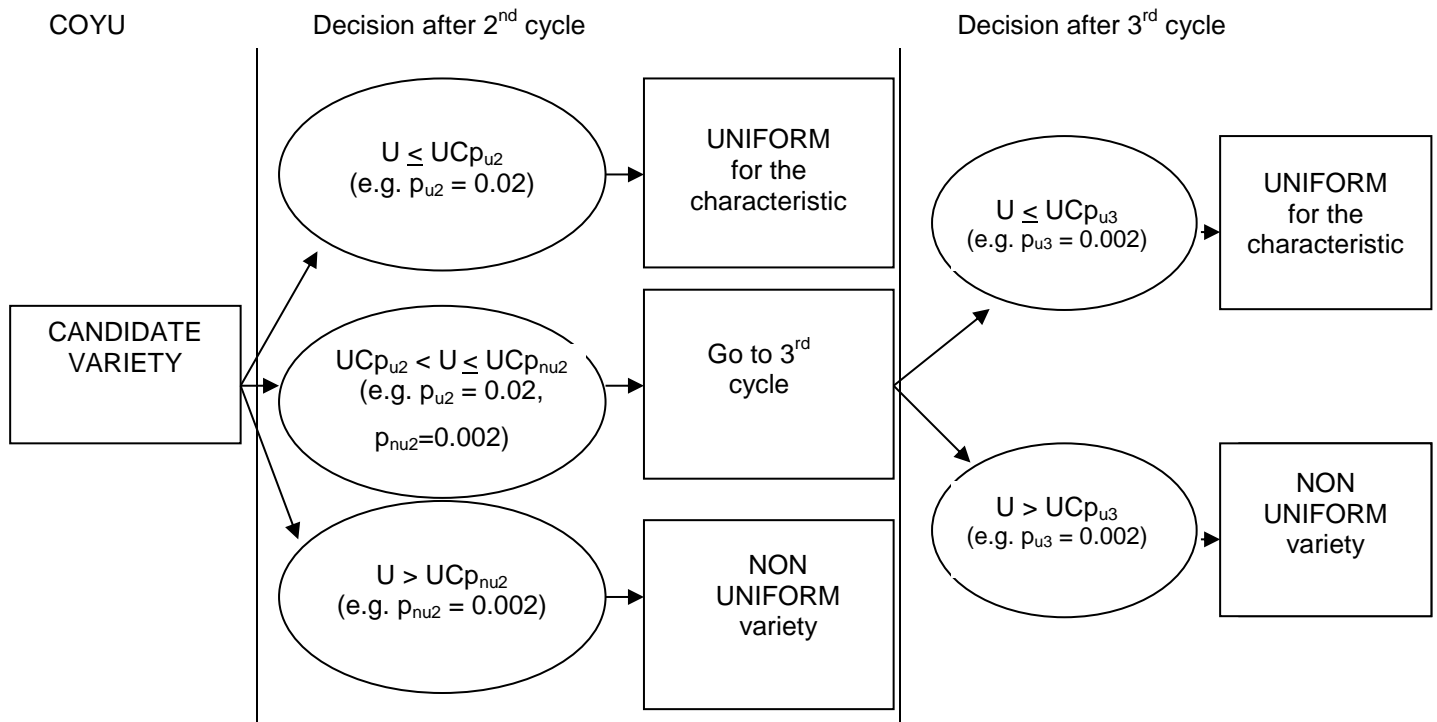 COYU
Decision after 2nd cycle
Decision after 3rd cycle
CANDIDATE
VARIETY
U ≤ UCpu2
(e.g. pu2 = 0.02)
UNIFORM
for the
characteristic
UCpu2 < U ≤ UCpnu2
(e.g. pu2 = 0.02,
pnu2=0.002)
Go to 3rd
cycle
U > UCpnu2
(e.g. pnu2 = 0.002)
NON
UNIFORM
variety
U ≤ UCpu3
(e.g. pu3 = 0.002)
UNIFORM
for the
characteristic
U > UCpu3
(e.g. pu3 = 0.002)
NON
UNIFORM
variety